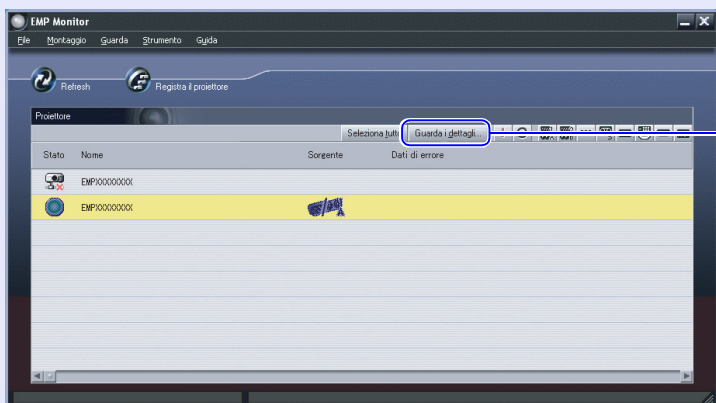 EMP Monitor
File Montaggio Guarda Strumento Guida
Refresh Registra il proiettore
Proiettore
Seleziona tutti Guarda i dettagli...
Stato Nome Sorgente Dati di errore
EMPXXXXXXXX
EMPXXXXXXXX